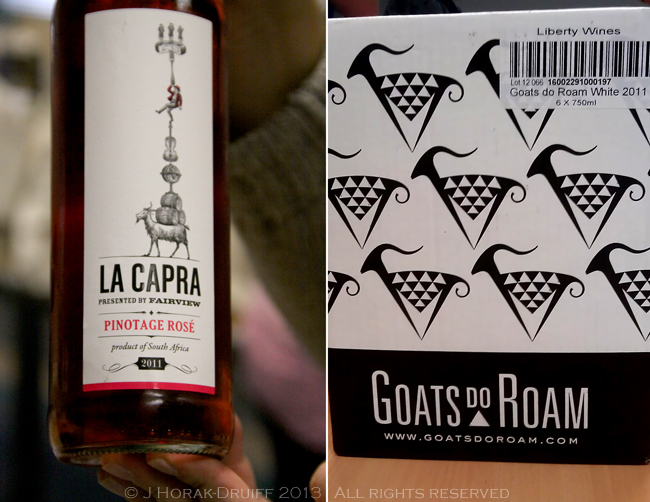 LA CAPRA
PRESENTED BY FAIRVIEW
PINOTAGE ROSÉ
product of South Africa
2011
Liberty Wines
Lot 12 066 16002291000197
Goats do Roam White 2011
6 X 750ml
GOATS DO ROAM
WWW.GOATSDOROAM.COM
© J HORAK-DRUIFF 2013 | ALL RIGHTS RESERVED